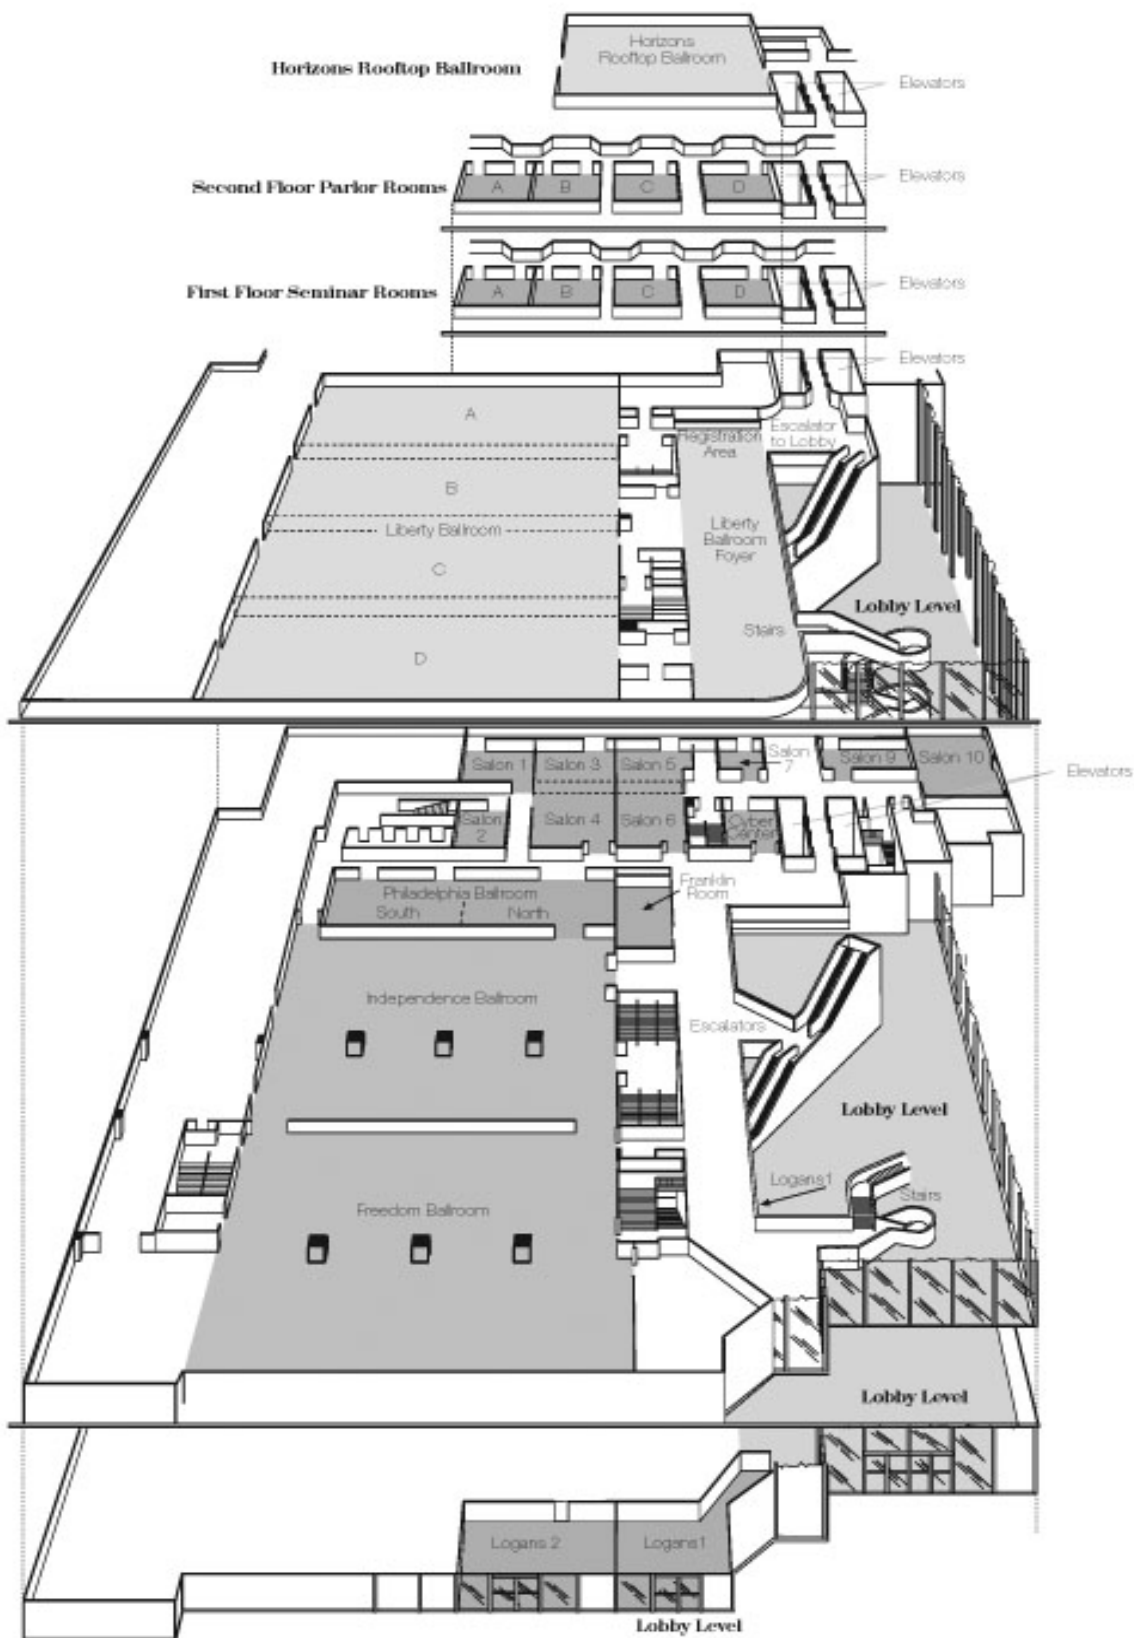 Horizons
Rooftop Ballroom
Horizons Rooftop Ballroom
Elevators
Second Floor Parlor Rooms
A
B
C
D
Elevators
First Floor Seminar Rooms
A
B
C
D
Elevators
Elevators
A
Registration
Area
Escalator
to Lobby
B
Liberty Ballroom
Liberty
Ballroom
Foyer
C
Lobby Level
Stairs
D
Salon 1
Salon 3
Salon 5
Salon
7
Salon 9
Salon 10
Elevators
Salon
2
Salon 4
Salon 6
Cyber
Center
Philadelphia Ballroom
South
North
Franklin
Room
Independence Ballroom
Escalators
Lobby Level
Logans1
Stairs
Freedom Ballroom
Lobby Level
Logans 2
Logans1
Lobby Level